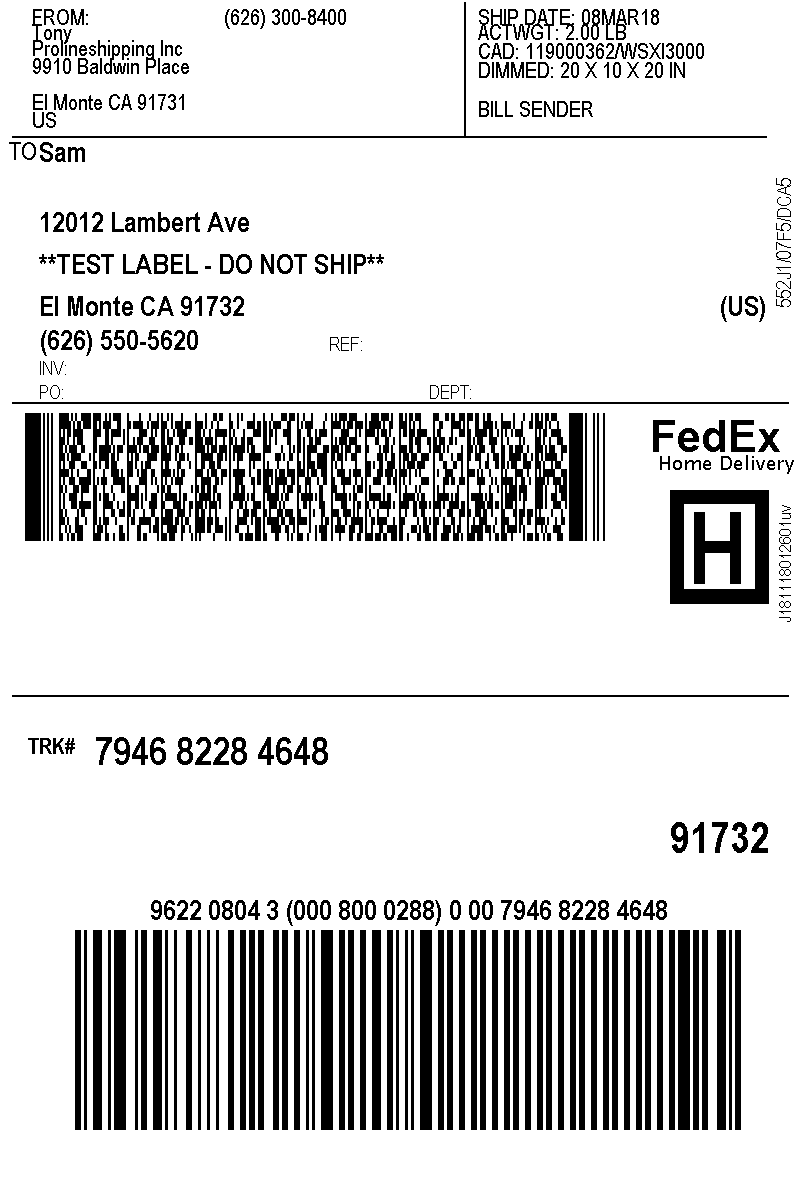 FROM: (626) 300-8400
Tony
Prolineshipping Inc
9910 Baldwin Place
El Monte CA 91731
US
SHIP DATE: 08MAR18
ACTWGT: 2.00 LB
CAD: 119000362/WSXI3000
DIMMED: 20 X 10 X 20 IN
BILL SENDER
TO Sam
12012 Lambert Ave
**TEST LABEL - DO NOT SHIP**
El Monte CA 91732 (US)
(626) 550-5620 REF:
INV:
PO: DEPT:
552J1/07F5/DCA5
FedEx
Home Delivery
H
J181118012601uv
TRK# 7946 8228 4648
91732
9622 0804 3 (000 800 0288) 0 00 7946 8228 4648